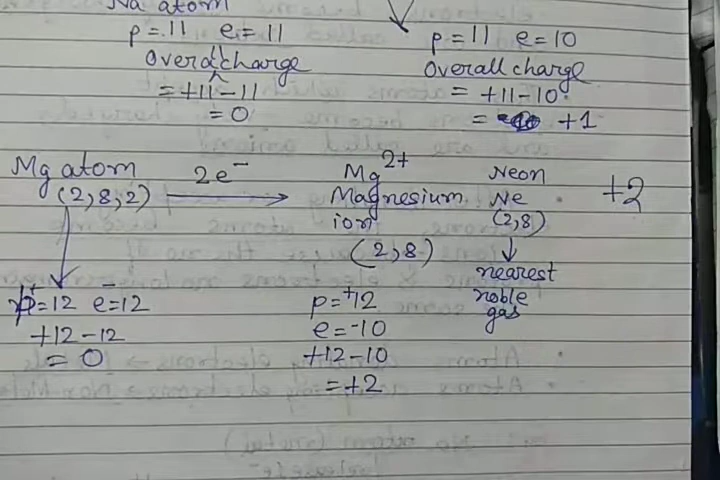 Na atom
p = 11 e = 11
Overall charge
= +11 - 11
= 0
p = 11 e = 10
Overall charge
= +11 - 10
= +1
Mg atom
(2,8,2)
2e⁻
Mg²⁺
Magnesium
ion
(2,8)
Neon
Ne
(2,8)
nearest
noble
gas
+2
p⁺=12 e⁻=12
+12-12
= 0
p = +12
e = -10
+12-10
= +2